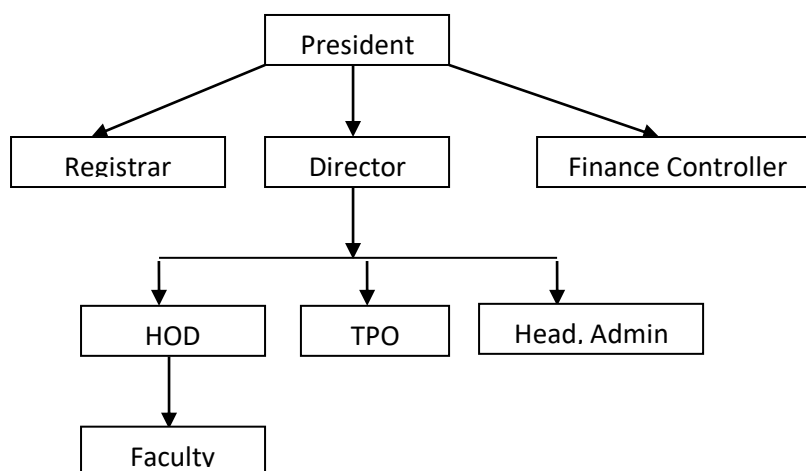 President
Registrar
Director
Finance Controller
HOD
TPO
Head, Admin
Faculty